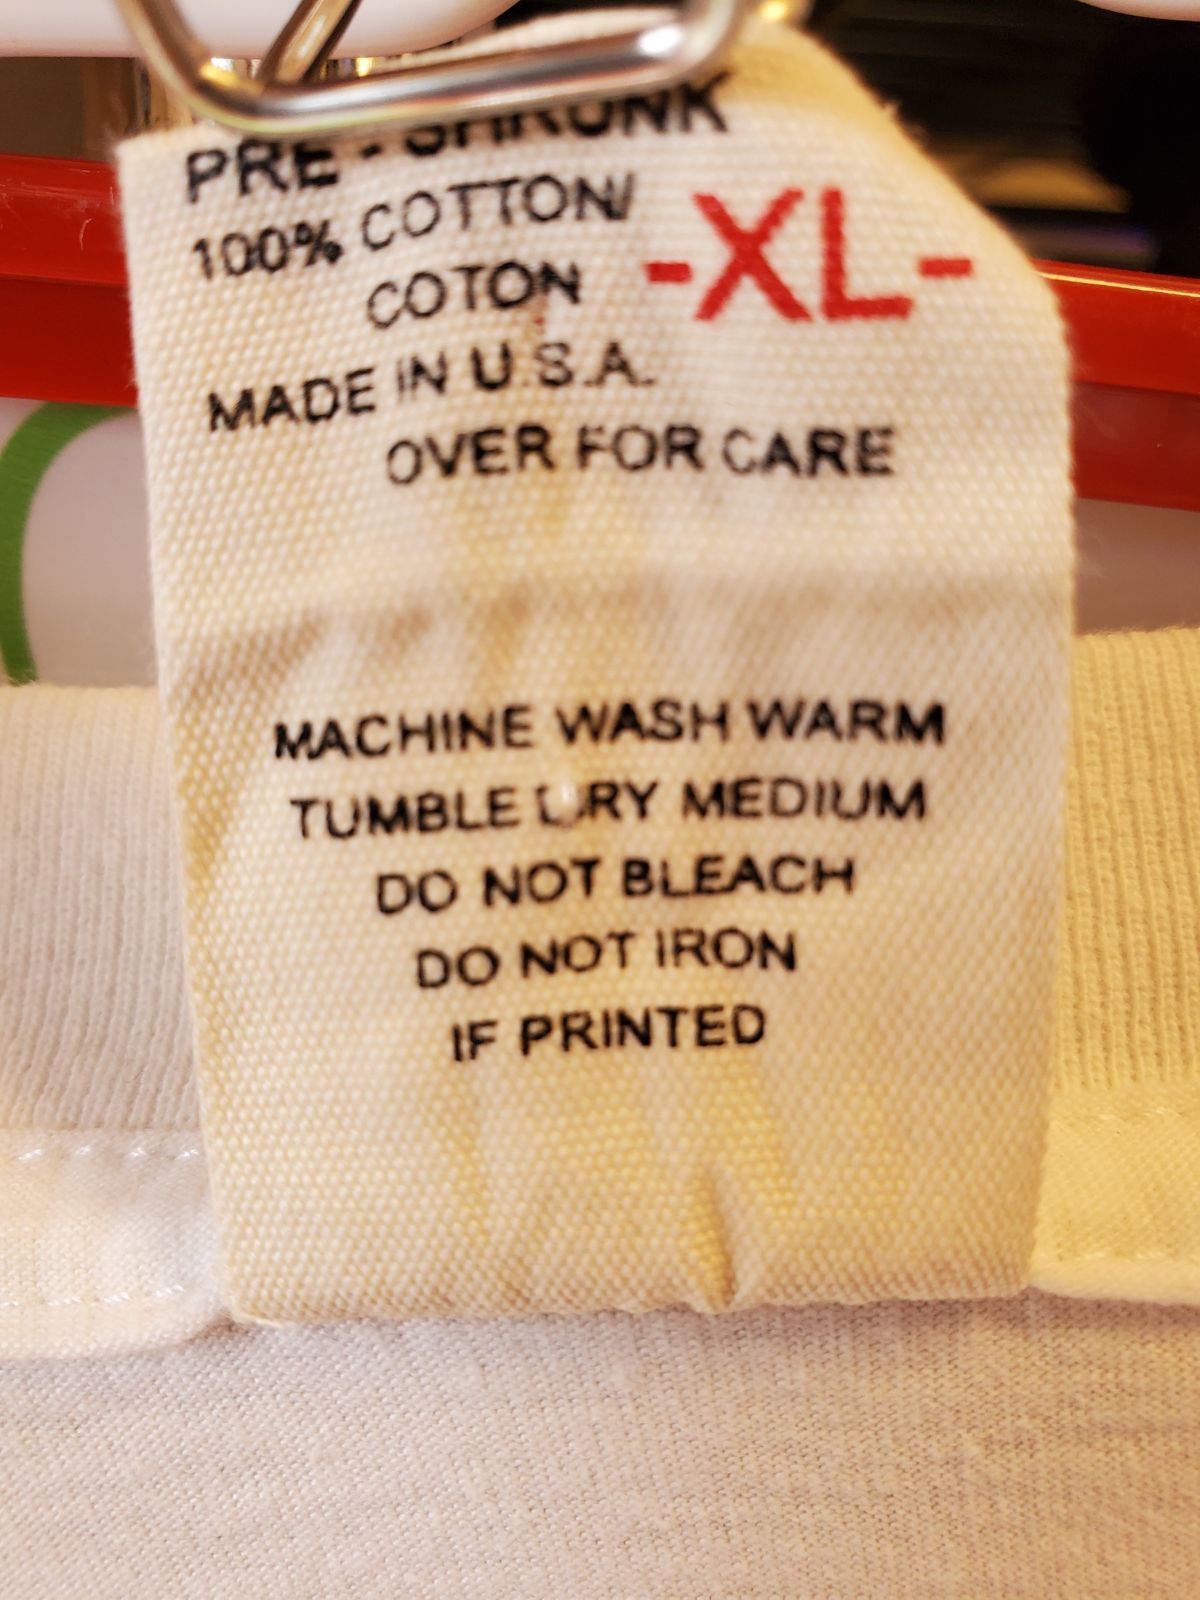 PRE-SHRUNK
100% COTTON/
COTON -XL-
MADE IN U.S.A.
OVER FOR CARE
MACHINE WASH WARM
TUMBLE DRY MEDIUM
DO NOT BLEACH
DO NOT IRON
IF PRINTED